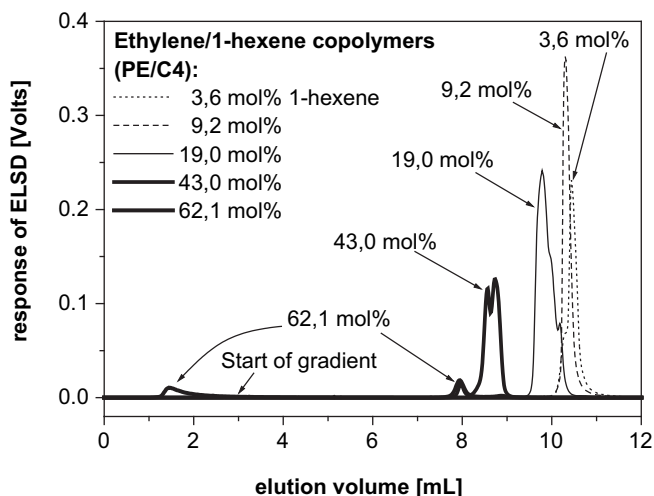 Ethylene/1-hexene copolymers
(PE/C4):
3,6 mol% 1-hexene
9,2 mol%
19,0 mol%
43,0 mol%
62,1 mol%
3,6 mol%
9,2 mol%
19,0 mol%
43,0 mol%
62,1 mol%
Start of gradient
response of ELSD [Volts]
0.4
0.3
0.2
0.1
0.0
0 2 4 6 8 10 12
elution volume [mL]